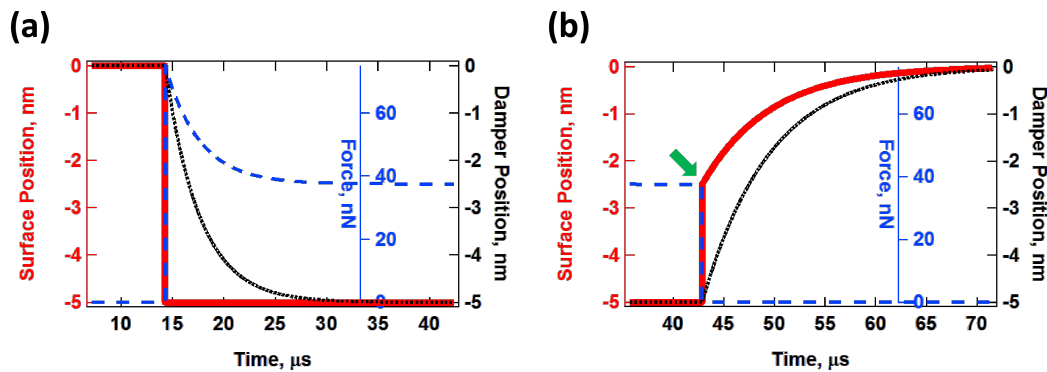 (a)
0
-1
-2
-3
-4
-5
Surface Position, nm
60
40
20
0
Force, nN
0
-1
-2
-3
-4
-5
Damper Position, nm
10 15 20 25 30 35 40
Time, μs
(b)
0
-1
-2
-3
-4
-5
Surface Position, nm
60
40
20
0
Force, nN
0
-1
-2
-3
-4
-5
Damper Position, nm
40 45 50 55 60 65 70
Time, μs